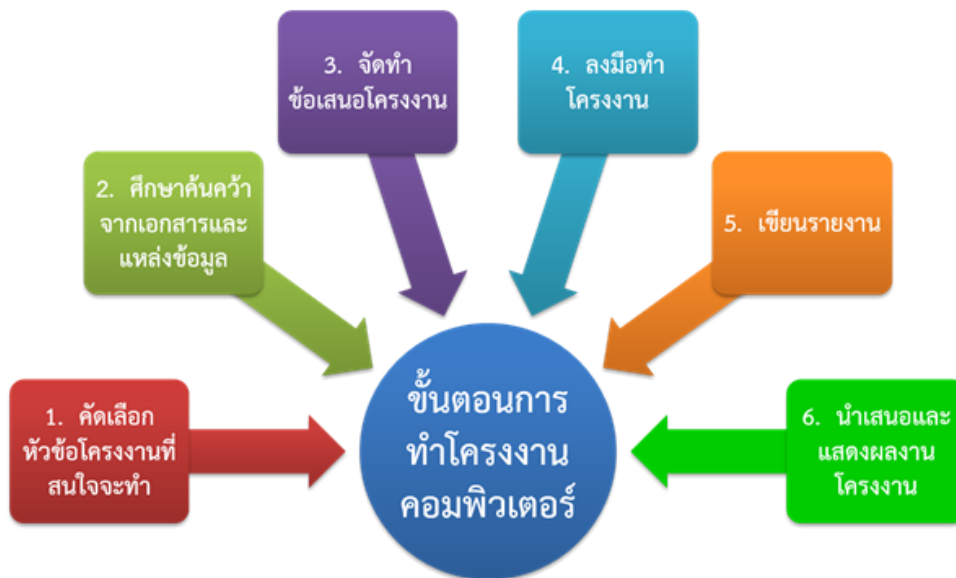 3. จัดทำ
ข้อเสนอโครงงาน
4. ลงมือทำ
โครงงาน
2. ศึกษาค้นคว้า
จากเอกสารและ
แหล่งข้อมูล
5. เขียนรายงาน
1. คัดเลือก
หัวข้อโครงงานที่
สนใจจะทำ
ขั้นตอนการ
ทำโครงงาน
คอมพิวเตอร์
6. นำเสนอและ
แสดงผลงาน
โครงงาน